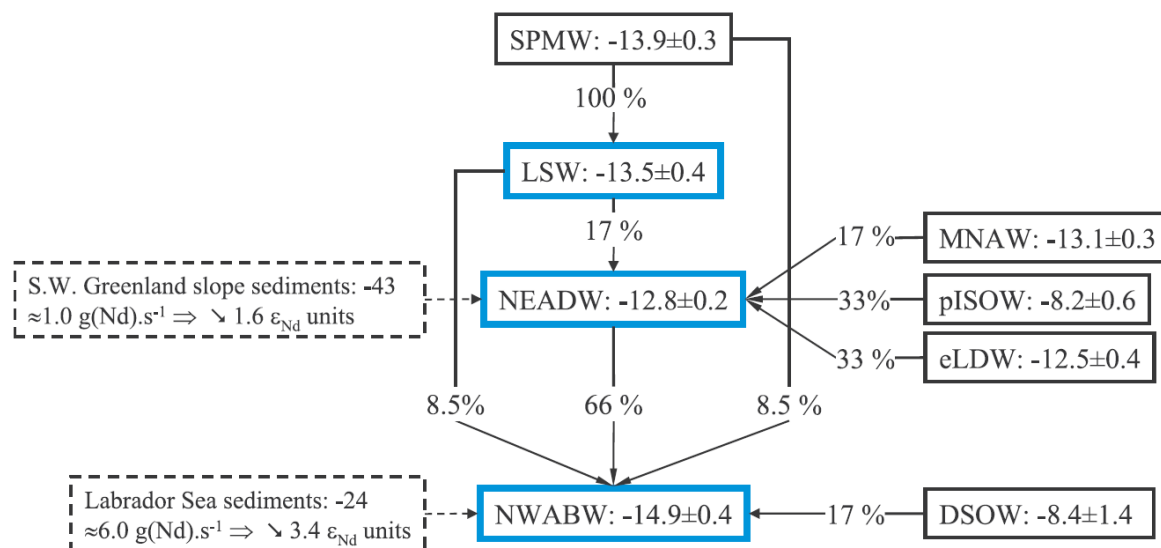 SPMW: -13.9±0.3
100 %
LSW: -13.5±0.4
17 %
17 %
MNAW: -13.1±0.3
S.W. Greenland slope sediments: -43
≈1.0 g(Nd).s⁻¹ ⇒ ↘ 1.6 εNd units
NEADW: -12.8±0.2
33%
pISOW: -8.2±0.6
33 %
eLDW: -12.5±0.4
8.5%
66 %
8.5 %
Labrador Sea sediments: -24
≈6.0 g(Nd).s⁻¹ ⇒ ↘ 3.4 εNd units
NWABW: -14.9±0.4
17 %
DSOW: -8.4±1.4